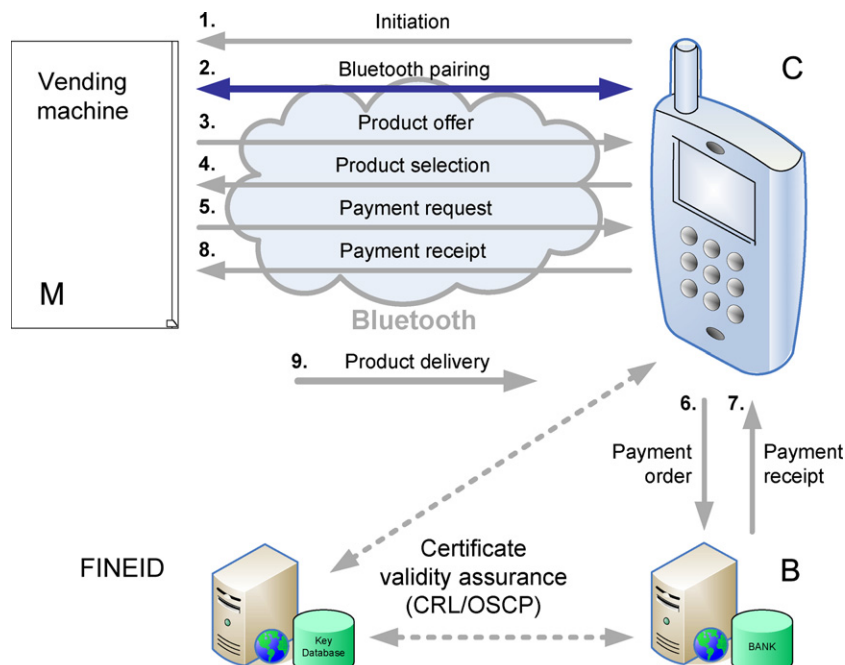 1. Initiation
Vending
machine
2. Bluetooth pairing
C
3. Product offer
4. Product selection
5. Payment request
8. Payment receipt
M
Bluetooth
9. Product delivery
6. 7.
Payment
order
Payment
receipt
FINEID
Certificate
validity assurance
(CRL/OSCP)
B
Key
Database
BANK